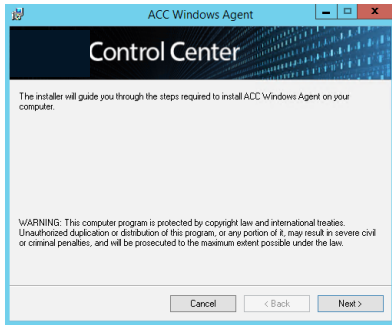 ACC Windows Agent
Control Center
The installer will guide you through the steps required to install ACC Windows Agent on your
computer.
WARNING: This computer program is protected by copyright law and international treaties.
Unauthorized duplication or distribution of this program, or any portion of it, may result in severe civil
or criminal penalties, and will be prosecuted to the maximum extent possible under the law.
Cancel
< Back
Next >